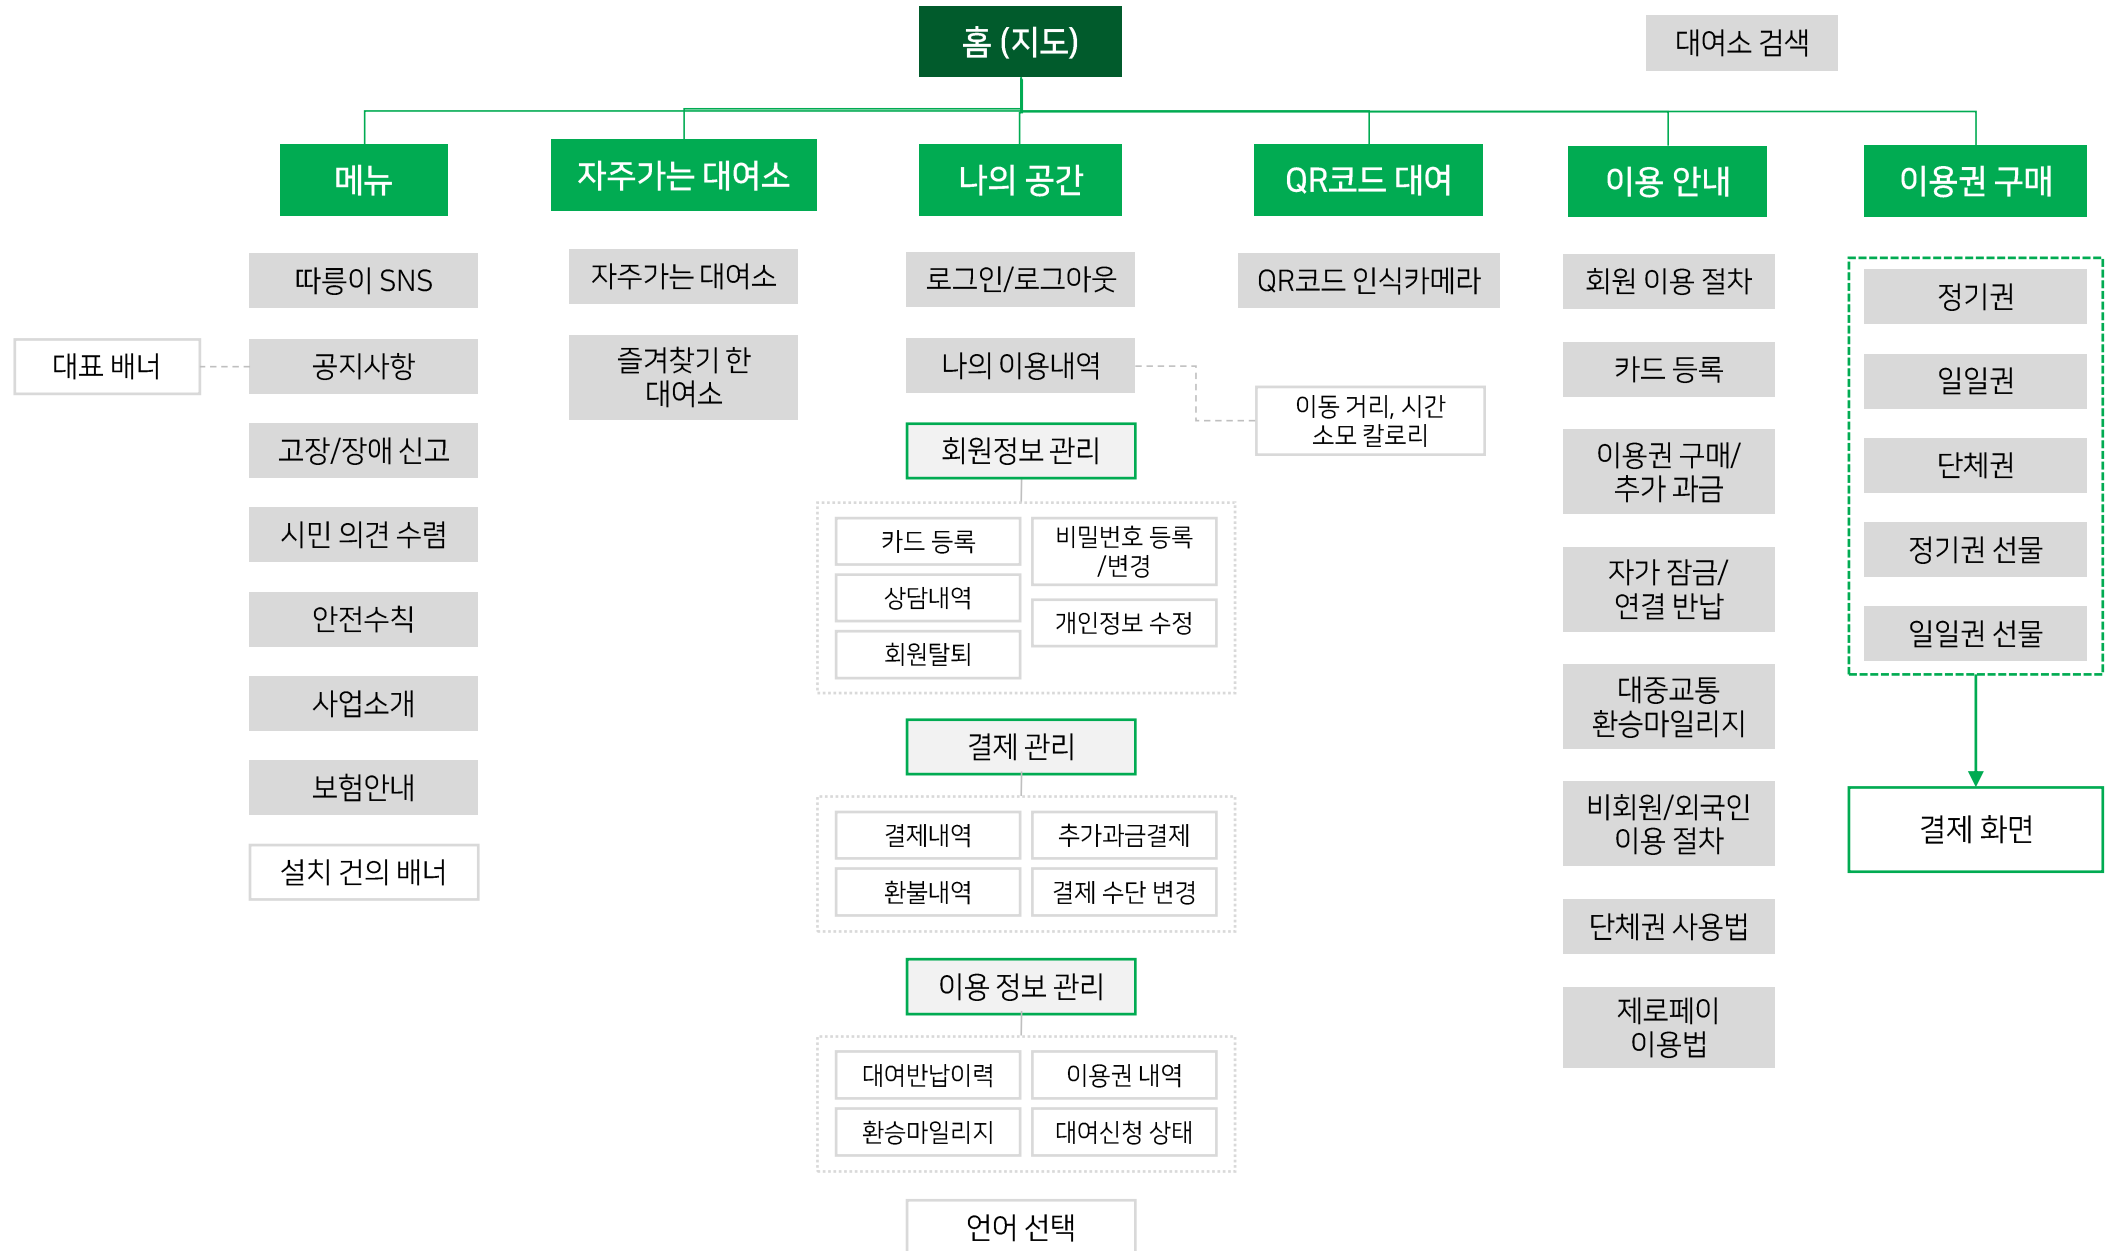 홈 (지도)
대여소 검색
메뉴
자주가는 대여소
나의 공간
QR코드 대여
이용 안내
이용권 구매
따릉이 SNS
대표 배너
공지사항
고장/장애 신고
시민 의견 수렴
안전수칙
사업소개
보험안내
설치 건의 배너
자주가는 대여소
즐겨찾기 한
대여소
로그인/로그아웃
나의 이용내역
이동 거리, 시간
소모 칼로리
회원정보 관리
카드 등록
상담내역
회원탈퇴
비밀번호 등록
/변경
개인정보 수정
결제 관리
결제내역
추가과금결제
환불내역
결제 수단 변경
이용 정보 관리
대여반납이력
이용권 내역
환승마일리지
대여신청 상태
언어 선택
QR코드 인식카메라
회원 이용 절차
카드 등록
이용권 구매/
추가 과금
자가 잠금/
연결 반납
대중교통
환승마일리지
비회원/외국인
이용 절차
단체권 사용법
제로페이
이용법
정기권
일일권
단체권
정기권 선물
일일권 선물
결제 화면